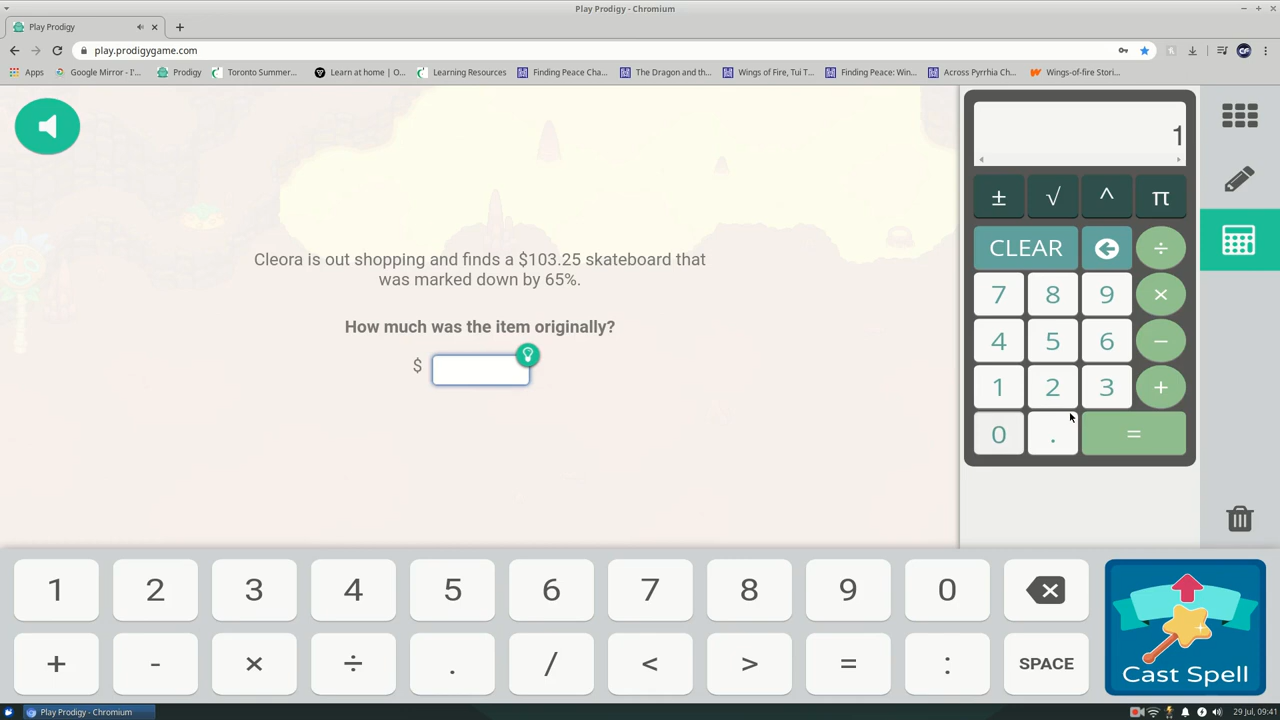 Play Prodigy - Chromium
Play Prodigy
play.prodigygame.com
Apps
Google Mirror - I'...
Prodigy
Toronto Summer...
Learn at home | O...
Learning Resources
Finding Peace Cha...
The Dragon and th...
Wings of Fire, Tui T...
Finding Peace: Win...
Across Pyrrhia Ch...
Wings-of-fire Stori...
Cleora is out shopping and finds a $103.25 skateboard that
was marked down by 65%.
How much was the item originally?
$
1
± √ ^ π
CLEAR ÷
7 8 9 ×
4 5 6 −
1 2 3 +
0 . =
1 2 3 4 5 6 7 8 9 0
+ - × ÷ . / < > = : SPACE
Cast Spell
Play Prodigy - Chromium
29 Jul, 09:41